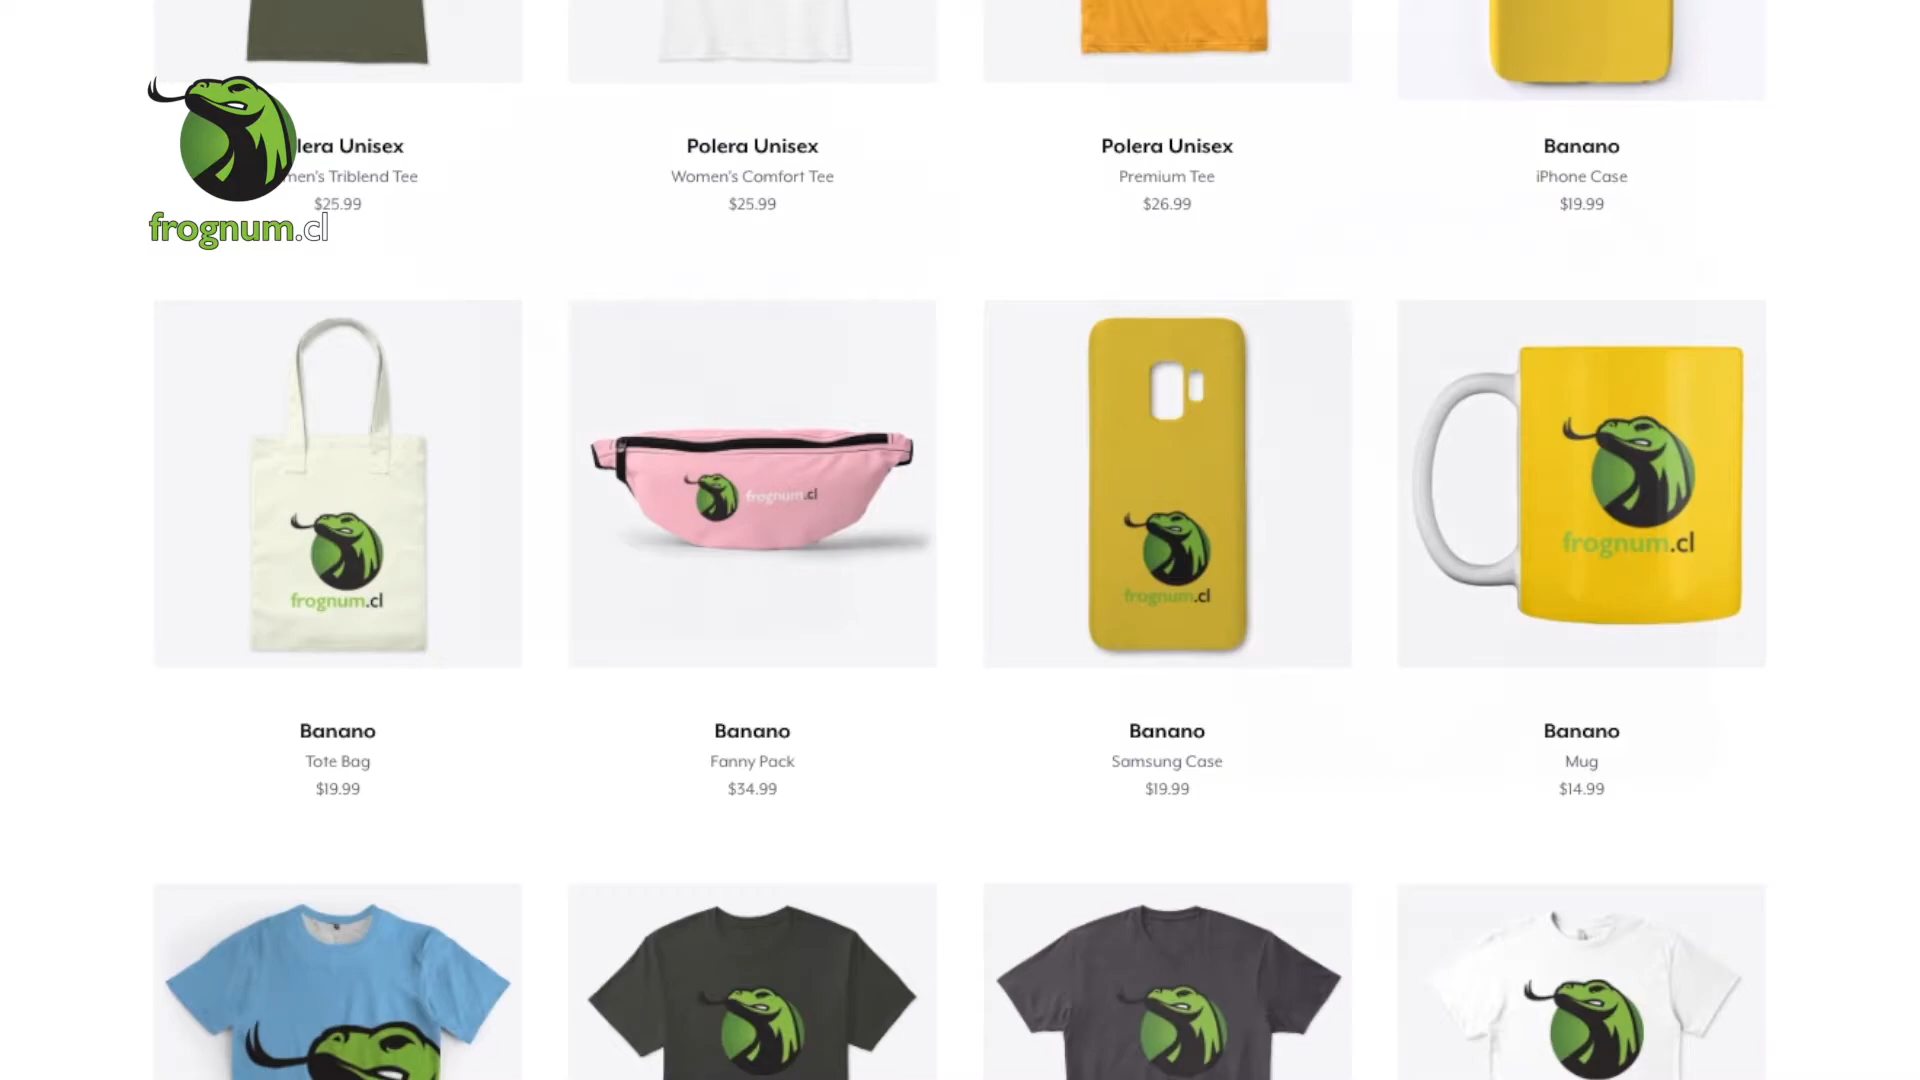 lera Unisex
men's Triblend Tee
$25.99
frognum.cl
Polera Unisex
Women's Comfort Tee
$25.99
Polera Unisex
Premium Tee
$26.99
Banano
iPhone Case
$19.99
frognum.cl
frognum.cl
frognum.cl
frognum.cl
Banano
Tote Bag
$19.99
Banano
Fanny Pack
$34.99
Banano
Samsung Case
$19.99
Banano
Mug
$14.99